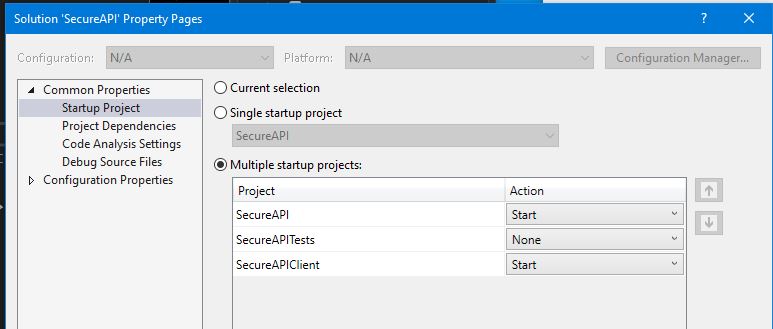 Solution 'SecureAPI' Property Pages
Configuration: N/A Platform: N/A Configuration Manager...
Common Properties
Startup Project
Project Dependencies
Code Analysis Settings
Debug Source Files
Configuration Properties
Current selection
Single startup project
SecureAPI
Multiple startup projects:
Project Action
SecureAPI Start
SecureAPITests None
SecureAPIClient Start